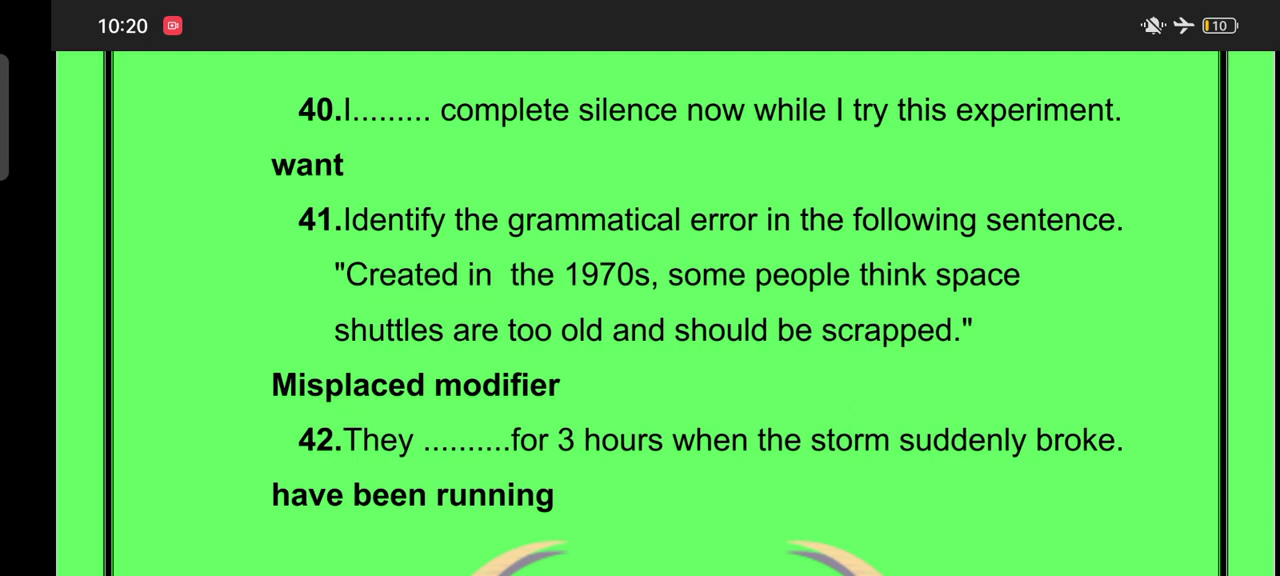 10:20
10
40.I......... complete silence now while I try this experiment.
want
41.Identify the grammatical error in the following sentence.
"Created in  the 1970s, some people think space
shuttles are too old and should be scrapped."
Misplaced modifier
42.They ..........for 3 hours when the storm suddenly broke.
have been running